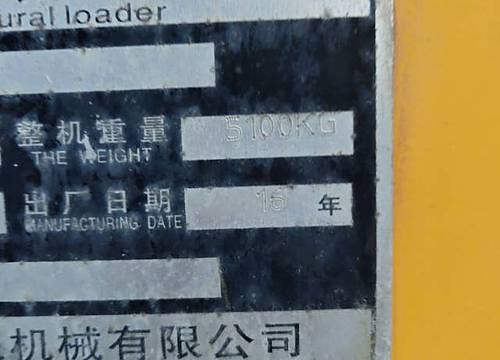 ural loader
整机重量 5100KG
THE WEIGHT
出厂日期 16 年
MANUFACTURING DATE
机械有限公司